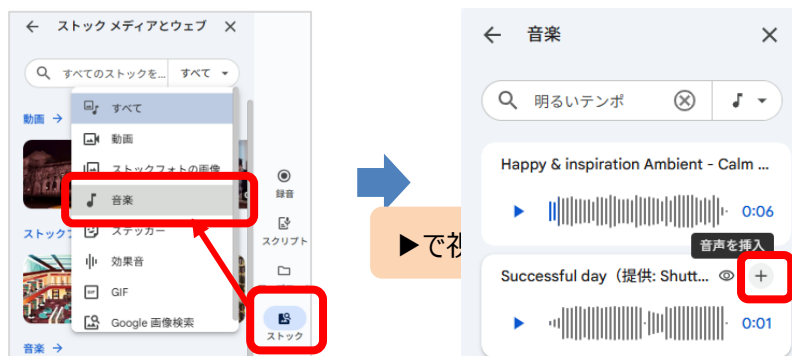 ストック メディアとウェブ
すべてのストックを... すべて
すべて
動画
動画
ストックフォトの画像
音楽
ステッカー
ストック
効果音
GIF
Google 画像検索
音楽
録音
スクリプト
ストック
▶で視
音楽
明るいテンポ
Happy & inspiration Ambient - Calm ...
0:06
音声を挿入
Successful day（提供: Shutt...
0:01